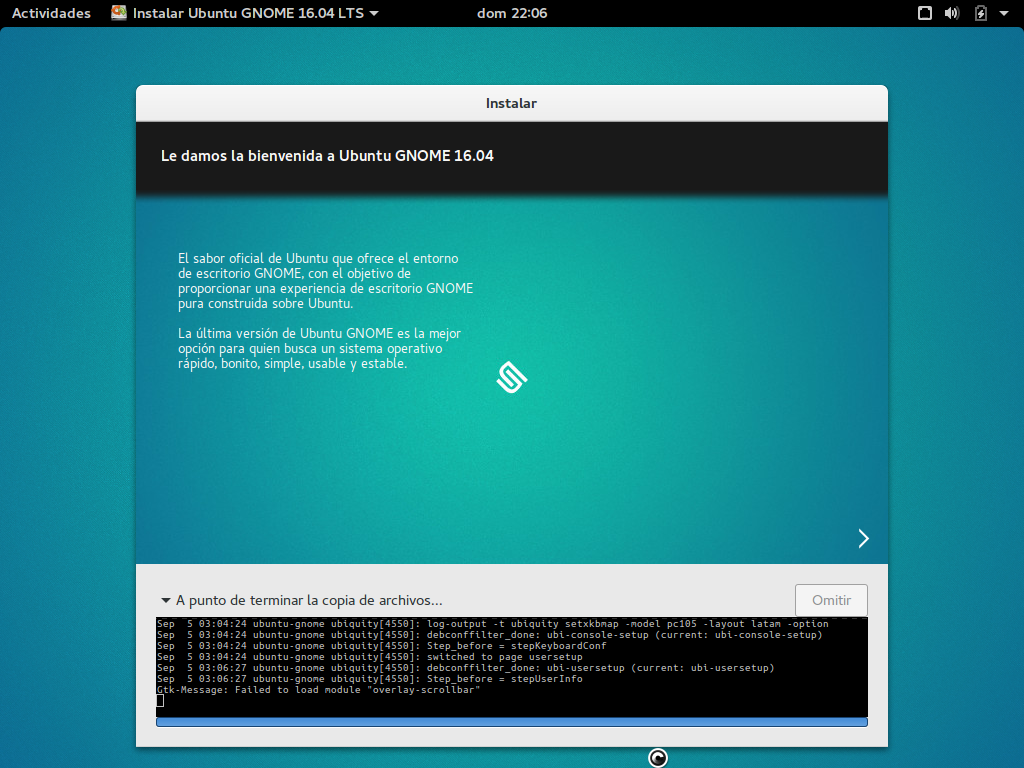 Actividades Instalar Ubuntu GNOME 16.04 LTS dom 22:06
Instalar
Le damos la bienvenida a Ubuntu GNOME 16.04
El sabor oficial de Ubuntu que ofrece el entorno
de escritorio GNOME, con el objetivo de
proporcionar una experiencia de escritorio GNOME
pura construida sobre Ubuntu.
La última versión de Ubuntu GNOME es la mejor
opción para quien busca un sistema operativo
rápido, bonito, simple, usable y estable.
A punto de terminar la copia de archivos...
Omitir
Sep  5 03:04:24 ubuntu-gnome ubiquity[4550]: log-output -t ubiquity setxkbmap -model pc105 -layout latam -option
Sep  5 03:04:24 ubuntu-gnome ubiquity[4550]: debconffilter_done: ubi-console-setup (current: ubi-console-setup)
Sep  5 03:04:24 ubuntu-gnome ubiquity[4550]: Step_before = stepKeyboardConf
Sep  5 03:04:24 ubuntu-gnome ubiquity[4550]: switched to page usersetup
Sep  5 03:06:27 ubuntu-gnome ubiquity[4550]: debconffilter_done: ubi-usersetup (current: ubi-usersetup)
Sep  5 03:06:27 ubuntu-gnome ubiquity[4550]: Step_before = stepUserInfo
Gtk-Message: Failed to load module "overlay-scrollbar"